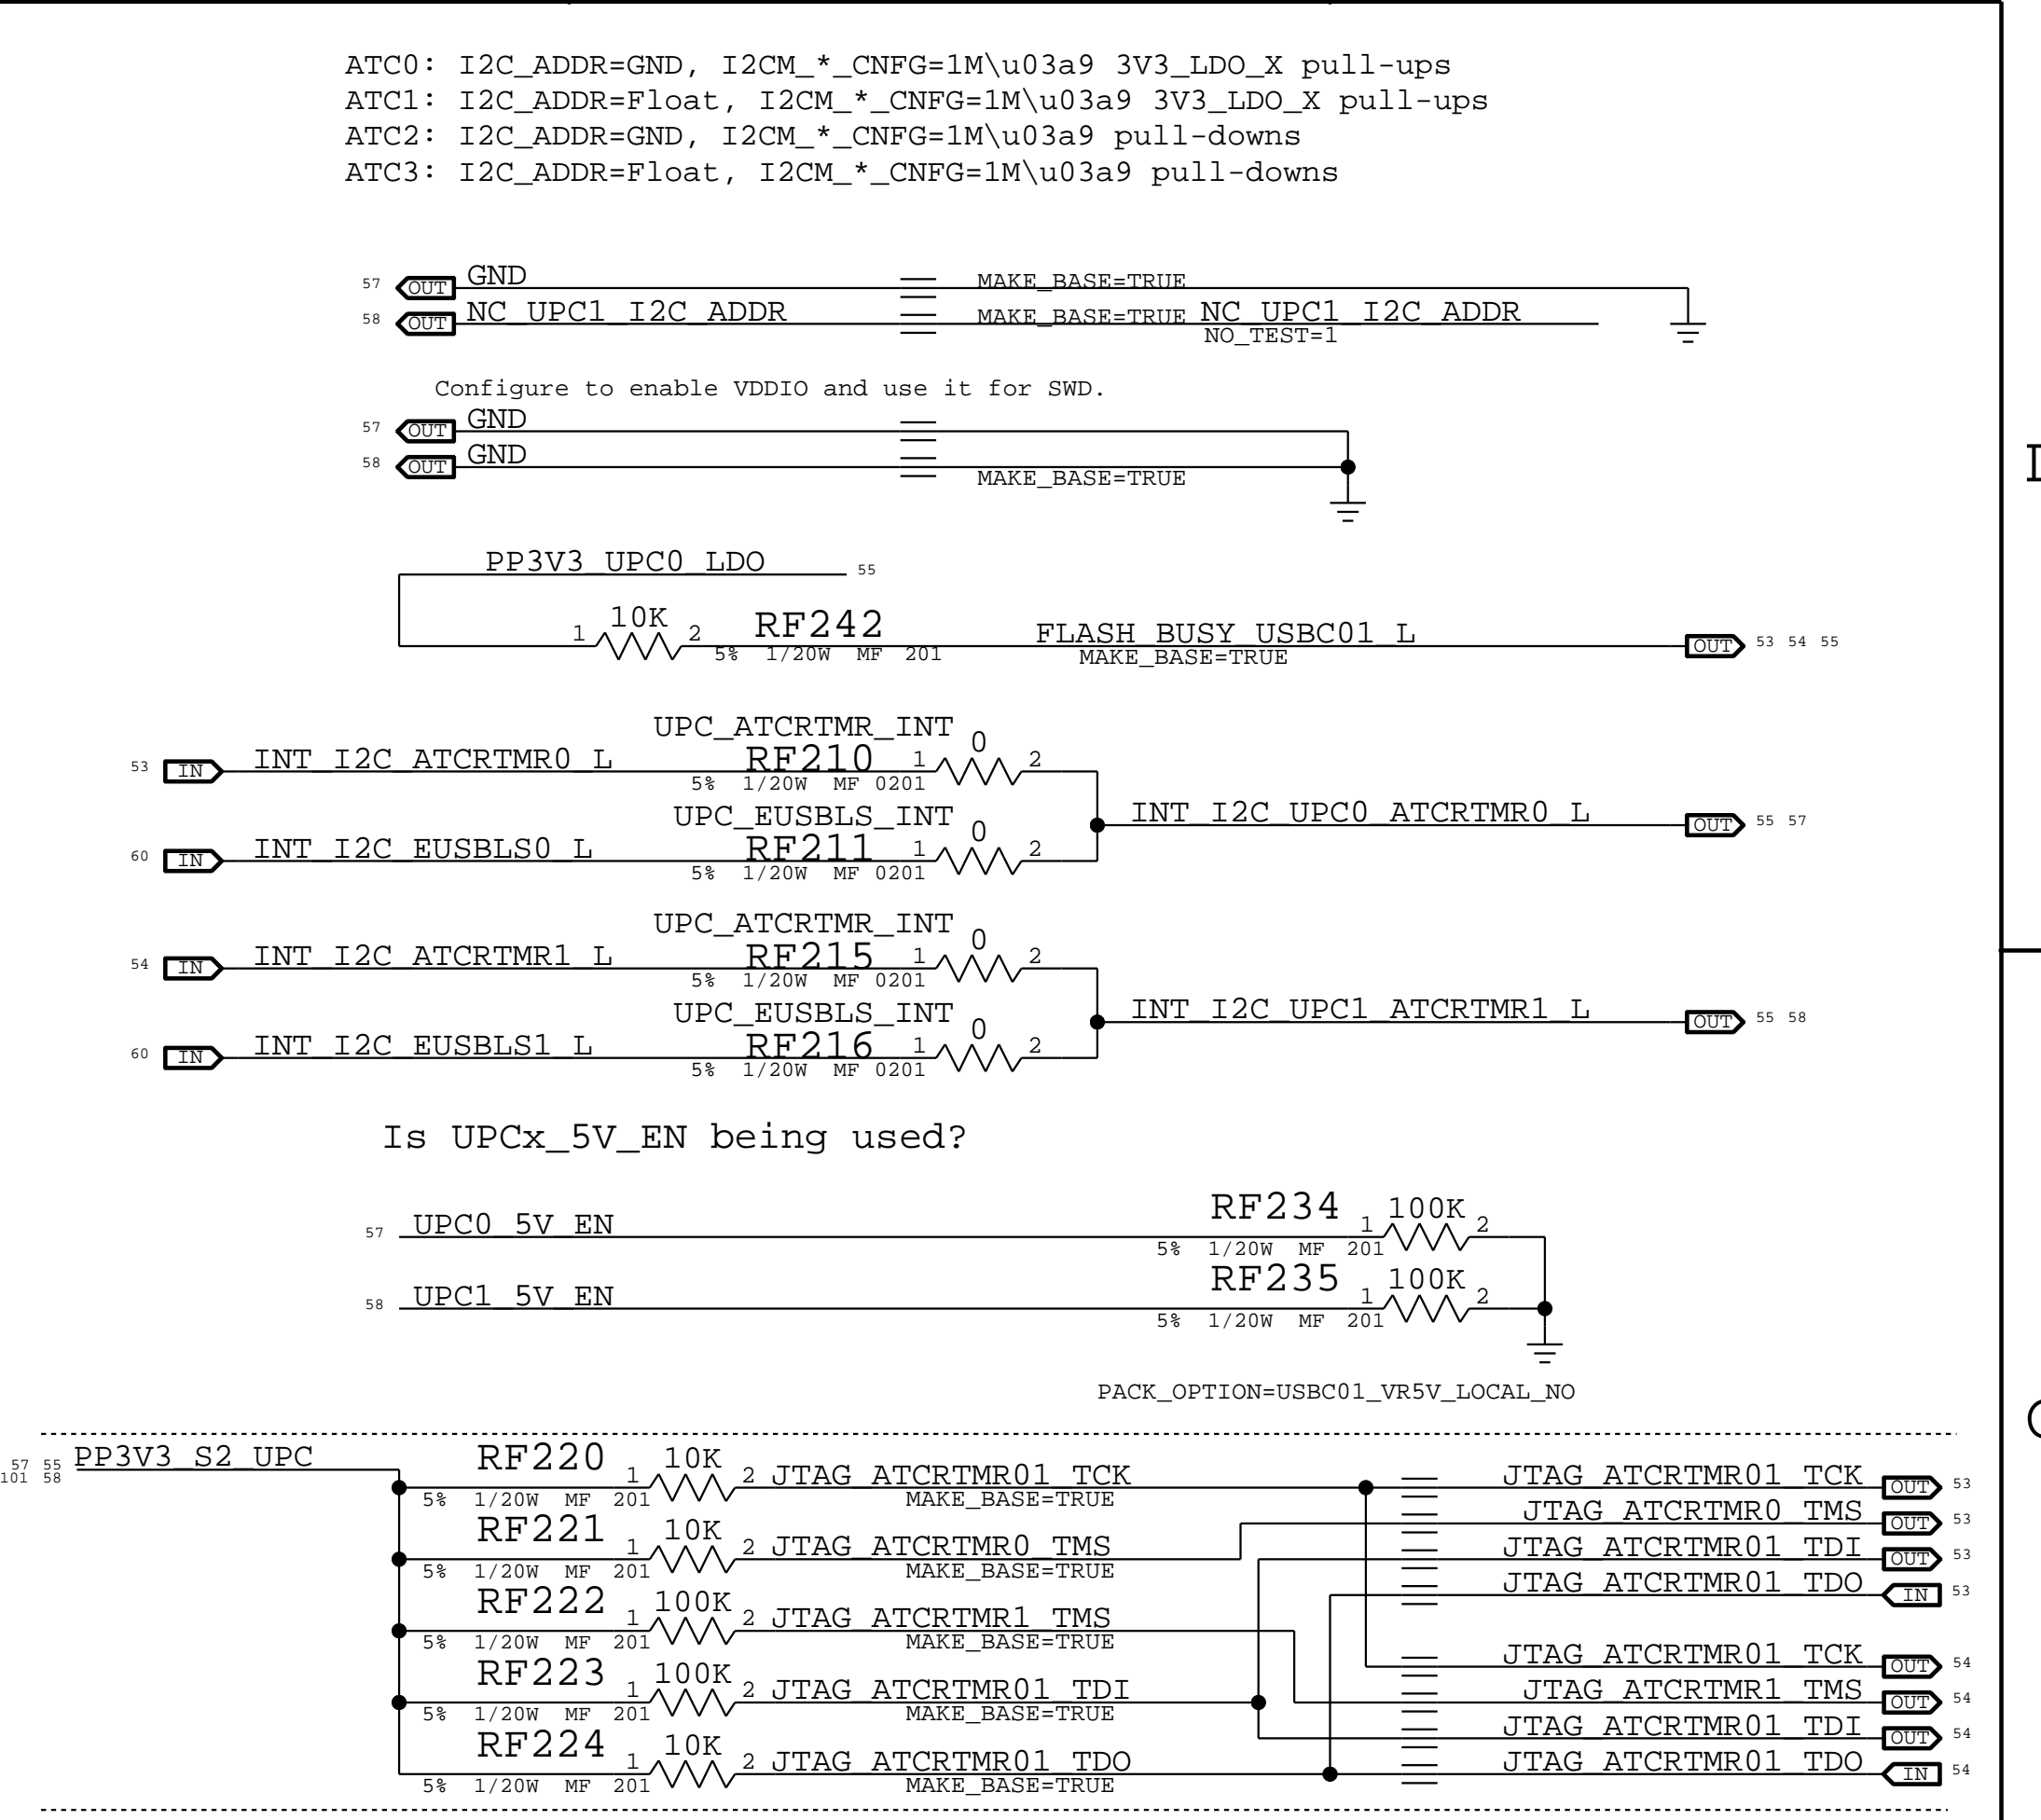 ATC0: I2C_ADDR=GND, I2CM_*_CNFG=1M\u03a9 3V3_LDO_X pull-ups
ATC1: I2C_ADDR=Float, I2CM_*_CNFG=1M\u03a9 3V3_LDO_X pull-ups
ATC2: I2C_ADDR=GND, I2CM_*_CNFG=1M\u03a9 pull-downs
ATC3: I2C_ADDR=Float, I2CM_*_CNFG=1M\u03a9 pull-downs
57 OUT GND MAKE_BASE=TRUE
58 OUT NC_UPC1_I2C_ADDR MAKE_BASE=TRUE NC_UPC1_I2C_ADDR
NO_TEST=1
Configure to enable VDDIO and use it for SWD.
57 OUT GND
58 OUT GND
MAKE_BASE=TRUE
PP3V3_UPC0_LDO 55
1 10K 2 RF242 FLASH_BUSY_USBC01_L OUT 53 54 55
5% 1/20W MF 201 MAKE_BASE=TRUE
UPC_ATCRTMR_INT
53 IN INT_I2C_ATCRTMR0_L RF210 1 0 2
5% 1/20W MF 0201
UPC_EUSBLS_INT INT_I2C_UPC0_ATCRTMR0_L OUT 55 57
60 IN INT_I2C_EUSBLS0_L RF211 1 0 2
5% 1/20W MF 0201
UPC_ATCRTMR_INT
54 IN INT_I2C_ATCRTMR1_L RF215 1 0 2
5% 1/20W MF 0201
UPC_EUSBLS_INT INT_I2C_UPC1_ATCRTMR1_L OUT 55 58
60 IN INT_I2C_EUSBLS1_L RF216 1 0 2
5% 1/20W MF 0201
Is UPCx_5V_EN being used?
57 UPC0_5V_EN RF234 1 100K 2
5% 1/20W MF 201
58 UPC1_5V_EN RF235 1 100K 2
5% 1/20W MF 201
PACK_OPTION=USBC01_VR5V_LOCAL_NO
57 55 PP3V3_S2_UPC
101 58
RF220 1 10K 2 JTAG_ATCRTMR01_TCK JTAG_ATCRTMR01_TCK OUT 53
5% 1/20W MF 201 MAKE_BASE=TRUE
JTAG_ATCRTMR0_TMS OUT 53
RF221 1 10K 2 JTAG_ATCRTMR0_TMS JTAG_ATCRTMR01_TDI OUT 53
5% 1/20W MF 201 MAKE_BASE=TRUE
JTAG_ATCRTMR01_TDO IN 53
RF222 1 100K 2 JTAG_ATCRTMR1_TMS
5% 1/20W MF 201 MAKE_BASE=TRUE
JTAG_ATCRTMR01_TCK OUT 54
RF223 1 100K 2 JTAG_ATCRTMR01_TDI JTAG_ATCRTMR1_TMS OUT 54
5% 1/20W MF 201 MAKE_BASE=TRUE
JTAG_ATCRTMR01_TDI OUT 54
RF224 1 10K 2 JTAG_ATCRTMR01_TDO JTAG_ATCRTMR01_TDO IN 54
5% 1/20W MF 201 MAKE_BASE=TRUE